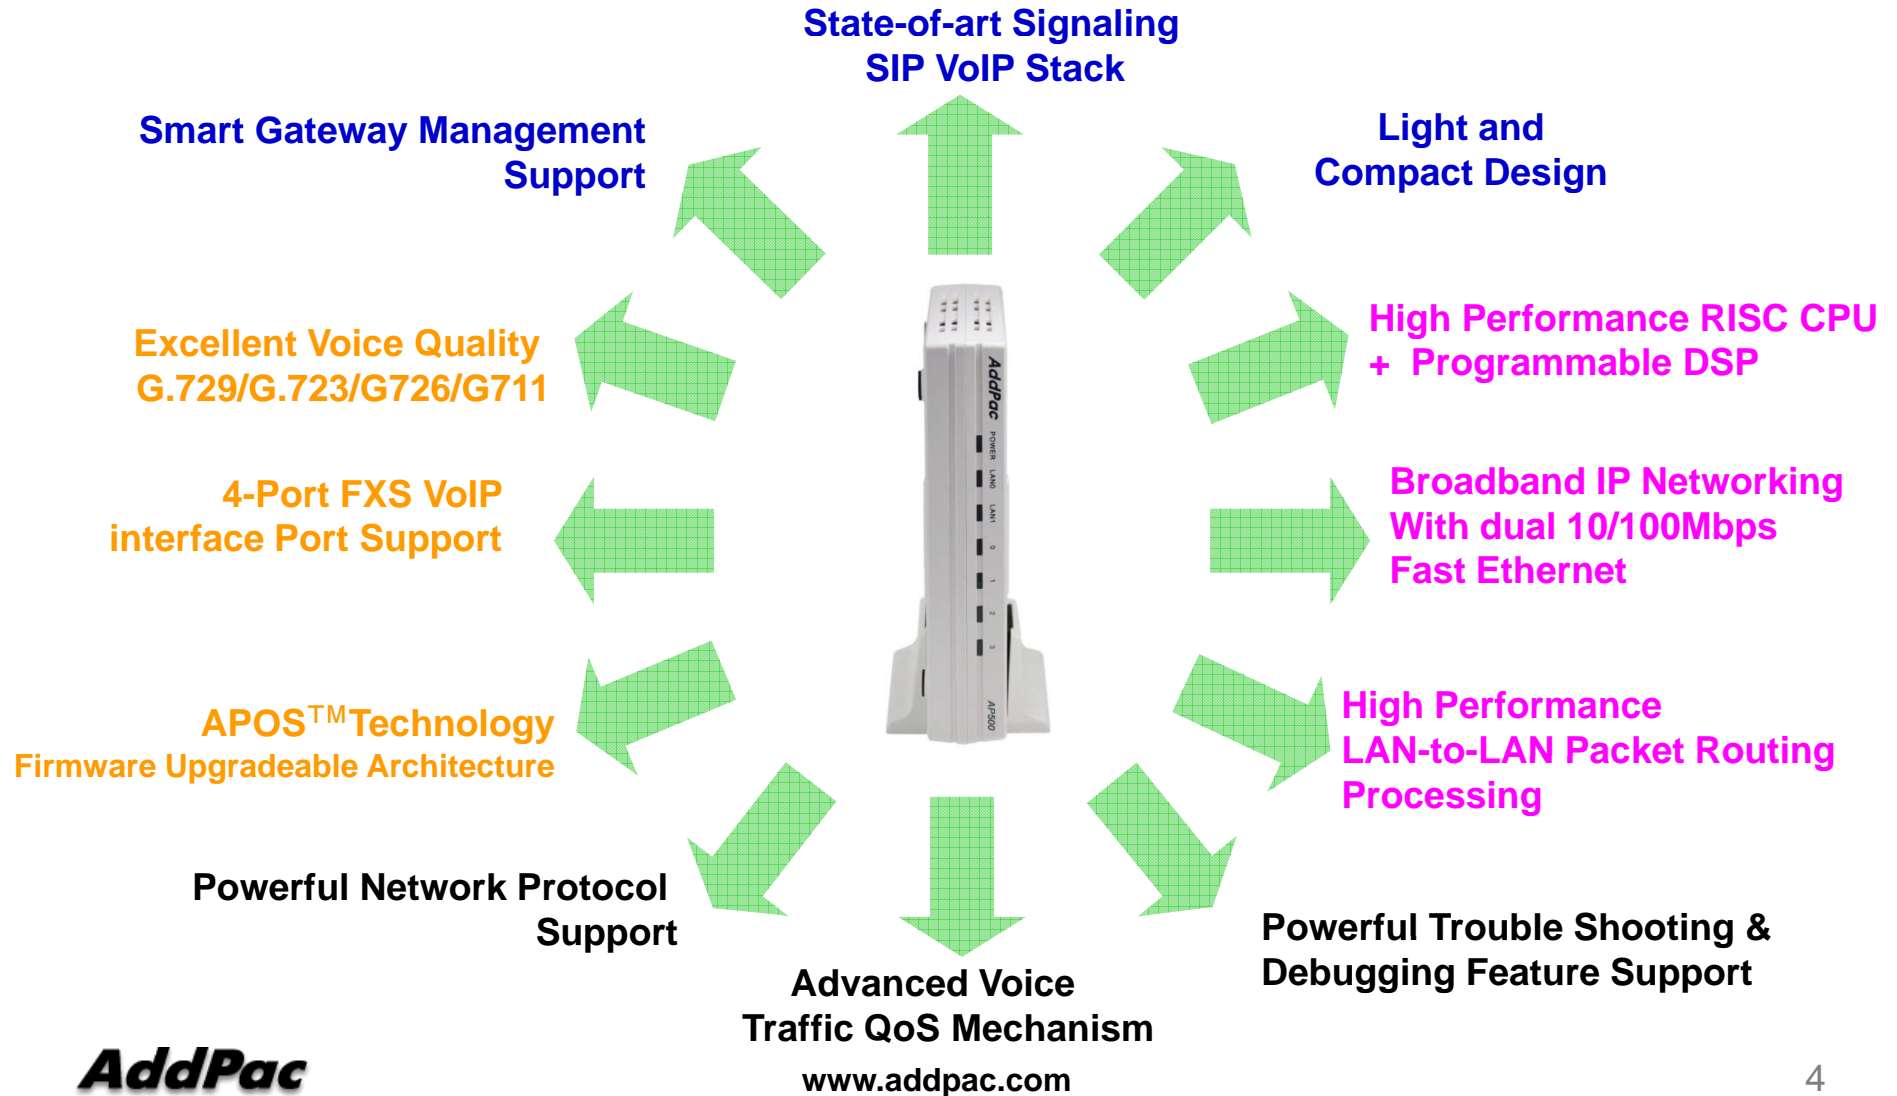 State-of-art Signaling
SIP VoIP Stack
Smart Gateway Management
Support
Light and
Compact Design
Excellent Voice Quality
G.729/G.723/G726/G711
High Performance RISC CPU
+ Programmable DSP
4-Port FXS VoIP
interface Port Support
Broadband IP Networking
With dual 10/100Mbps
Fast Ethernet
AddPac
POWER
LAN0
LAN1
0
1
2
3
AP500
APOS™Technology
Firmware Upgradeable Architecture
High Performance
LAN-to-LAN Packet Routing
Processing
Powerful Network Protocol
Support
Advanced Voice
Traffic QoS Mechanism
Powerful Trouble Shooting &
Debugging Feature Support
AddPac
www.addpac.com
4